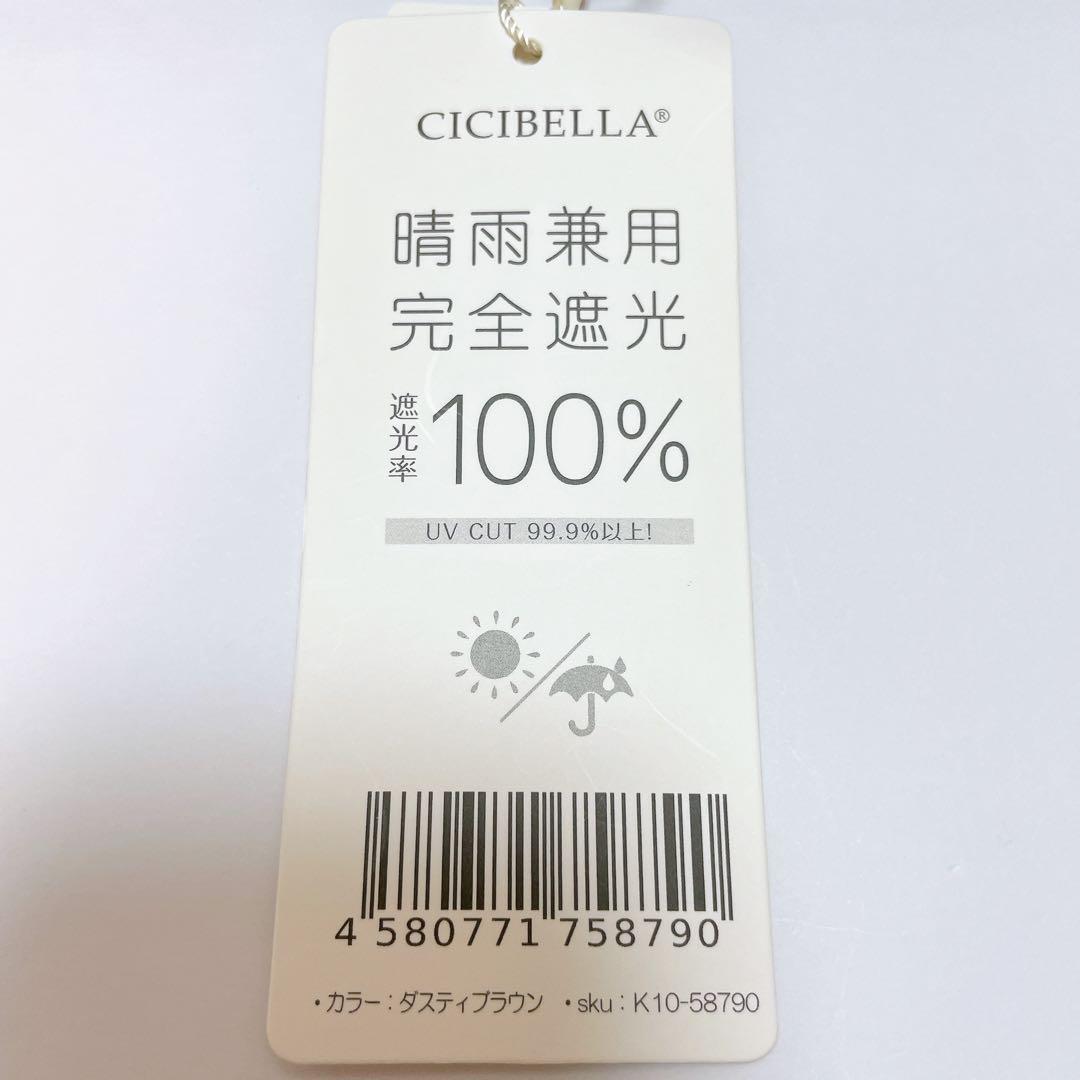 CICIBELLA®
晴雨兼用
完全遮光
遮光率 100%
UV CUT 99.9%以上!
4 580771 758790
・カラー：ダスティブラウン ・sku：K10-58790